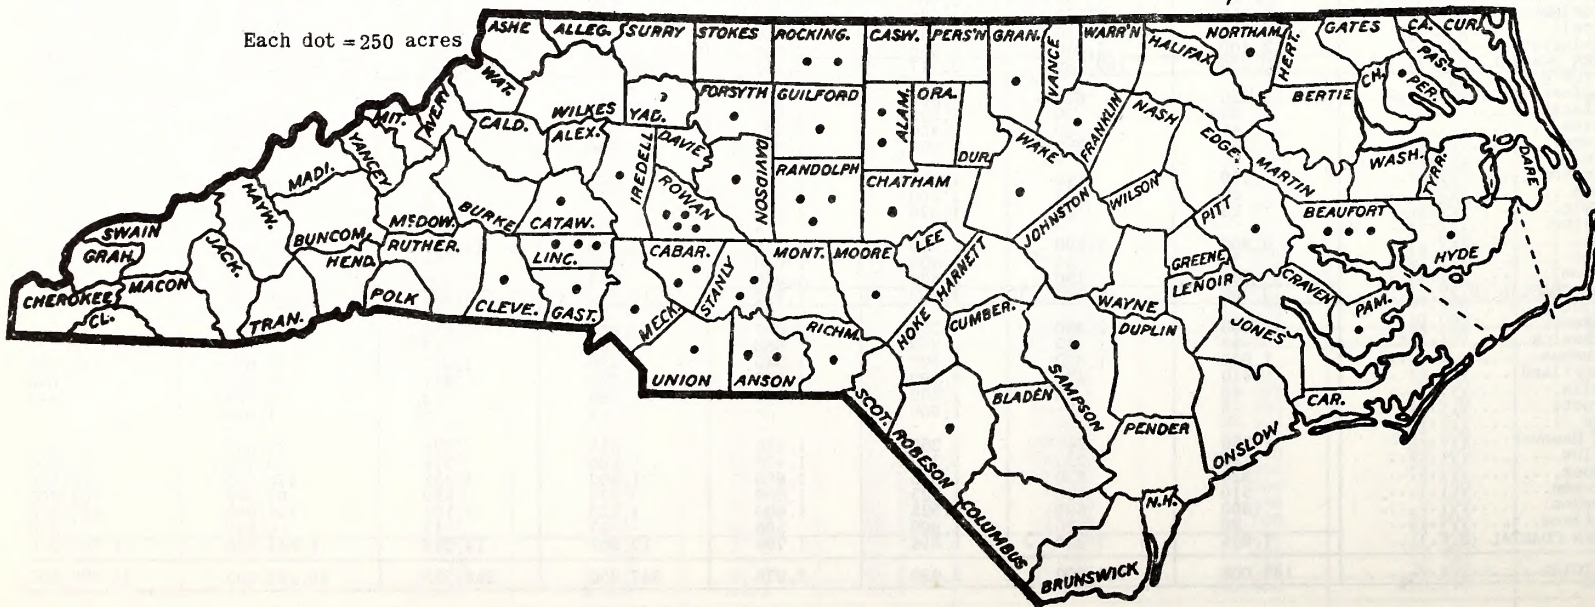 Each dot = 250 acres
ASHE ALLEG. SURRY STOKES ROCKING. CASW. PERS'N GRAN. VANCE WARR'N HALIFAX NORTHAM. HERT. GATES CA. CUR.
WAT. WILKES YAD. FORSYTH GUILFORD ALAM. ORA. DUR. FRANKLIN NASH BERTIE CH. PER. PAS.
MIT. AVERY CALD. ALEX. IREDELL DAVIE DAVIDSON RANDOLPH CHATHAM WAKE EDGE. MARTIN WASH. TYRR. DARE
MADI. YANCEY McDOW. BURKE CATAW. ROWAN JOHNSTON WILSON PITT BEAUFORT HYDE
SWAIN HAYW. BUNCOM. RUTHER. LINC. CABAR. STANLY MONT. MOORE LEE HARNETT GREENE
GRAH. JACK. HEND.
CHEROKEE MACON TRAN. POLK CLEVE. GAST. MECK. RICHM. HOKE CUMBER. WAYNE LENOIR CRAVEN PAM.
CL.
UNION ANSON SCOT. SAMPSON DUPLIN JONES
ROBESON BLADEN PENDER ONSLOW CAR.
COLUMBUS N.H.
BRUNSWICK